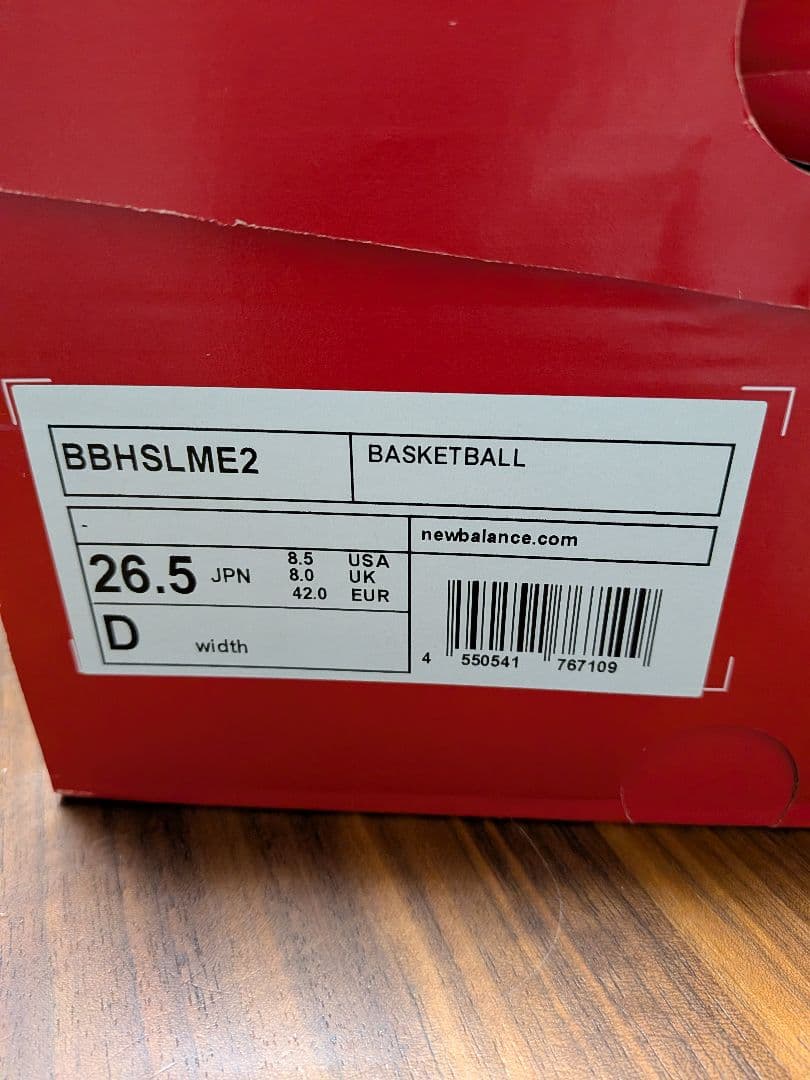 BBHSLME2
BASKETBALL
-
newbalance.com
26.5 JPN
8.5 USA
8.0 UK
42.0 EUR
D width
4 550541 767109